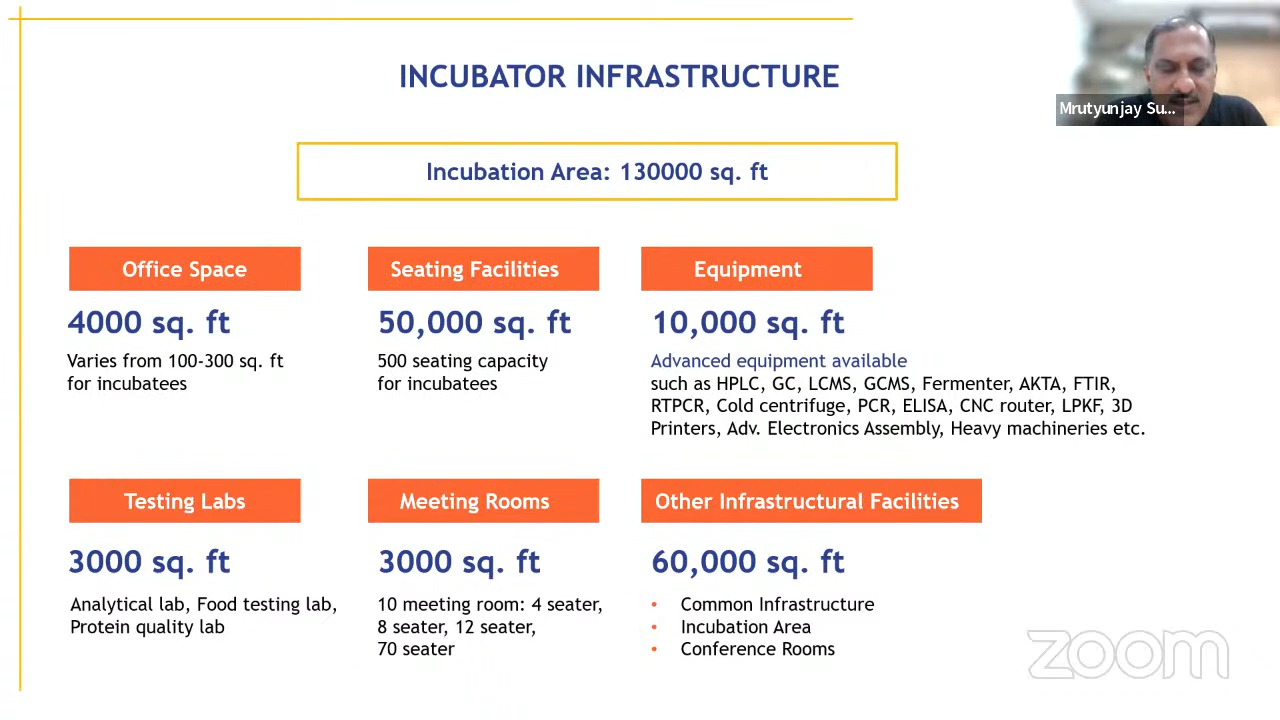 INCUBATOR INFRASTRUCTURE
Mrutyunjay Su...
Incubation Area: 130000 sq. ft
Office Space
4000 sq. ft
Varies from 100-300 sq. ft
for incubatees
Seating Facilities
50,000 sq. ft
500 seating capacity
for incubatees
Equipment
10,000 sq. ft
Advanced equipment available
such as HPLC, GC, LCMS, GCMS, Fermenter, AKTA, FTIR,
RTPCR, Cold centrifuge, PCR, ELISA, CNC router, LPKF, 3D
Printers, Adv. Electronics Assembly, Heavy machineries etc.
Testing Labs
3000 sq. ft
Analytical lab, Food testing lab,
Protein quality lab
Meeting Rooms
3000 sq. ft
10 meeting room: 4 seater,
8 seater, 12 seater,
70 seater
Other Infrastructural Facilities
60,000 sq. ft
• Common Infrastructure
• Incubation Area
• Conference Rooms
zoom